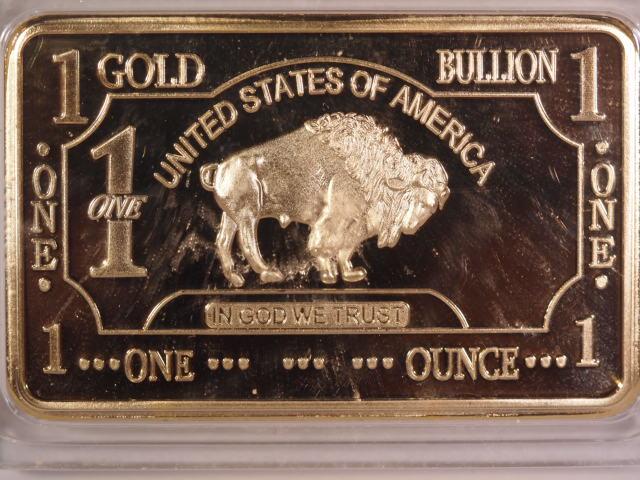 1 GOLD BULLION 1
UNITED STATES OF AMERICA
1
ONE
ONE
ONE
IN GOD WE TRUST
1 ONE OUNCE 1